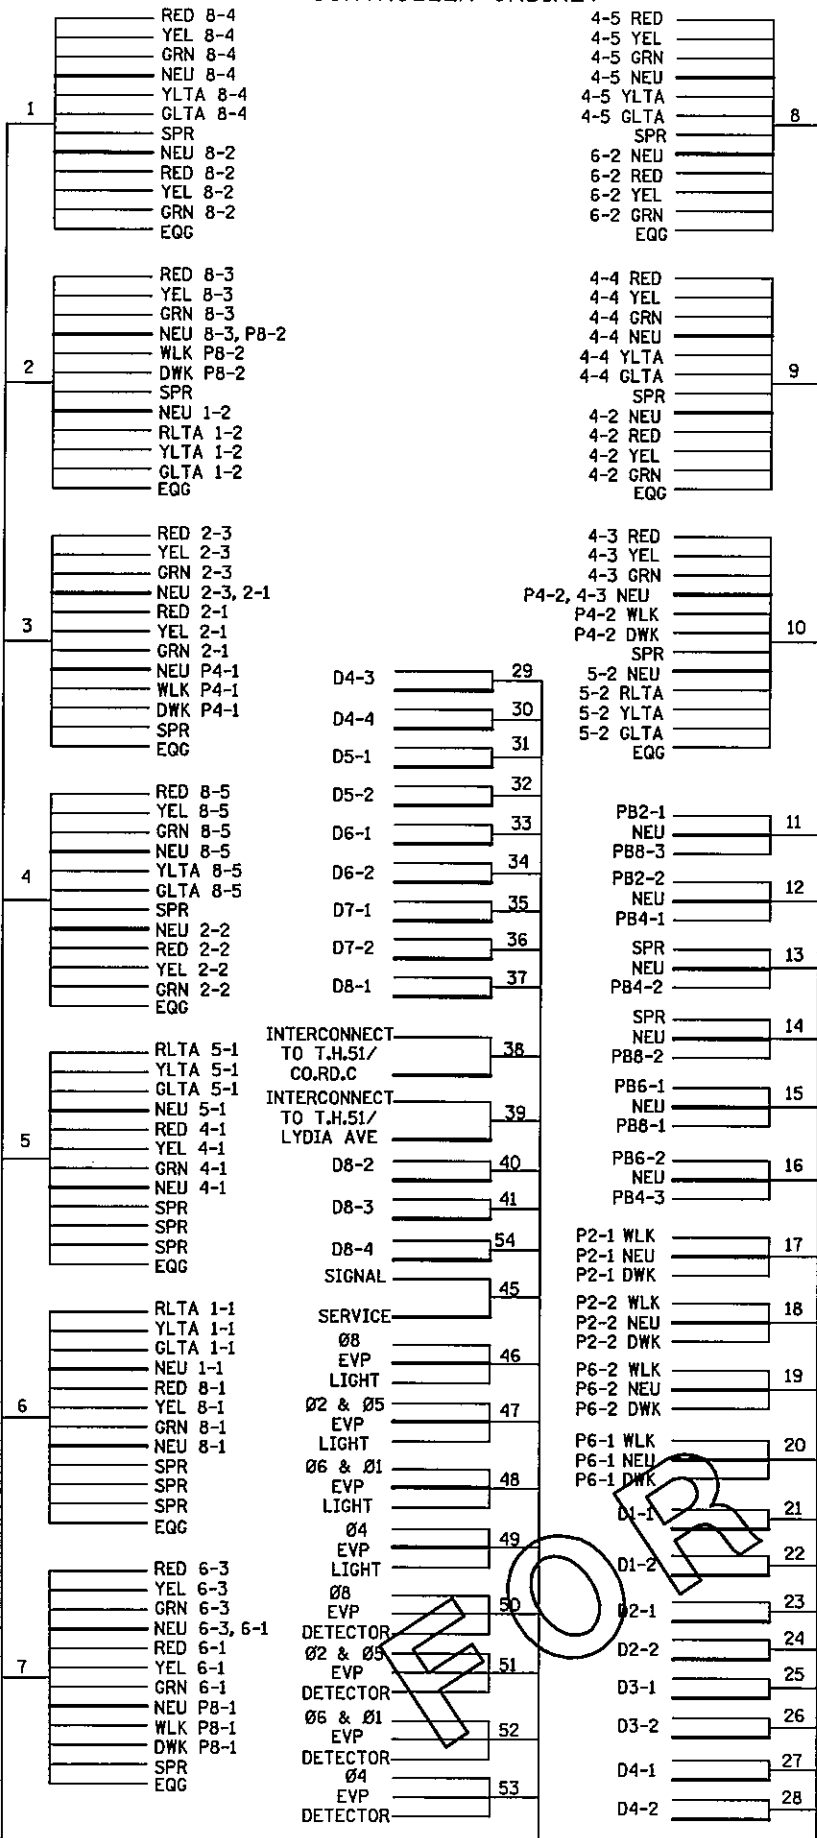 RED 8-4
YEL 8-4
GRN 8-4
NEU 8-4
YLTA 8-4
GLTA 8-4
SPR
NEU 8-2
RED 8-2
YEL 8-2
GRN 8-2
EQG
1
RED 8-3
YEL 8-3
GRN 8-3
NEU 8-3, P8-2
WLK P8-2
DWK P8-2
SPR
NEU 1-2
RLTA 1-2
YLTA 1-2
GLTA 1-2
EQG
2
RED 2-3
YEL 2-3
GRN 2-3
NEU 2-3, 2-1
RED 2-1
YEL 2-1
GRN 2-1
NEU P4-1
WLK P4-1
DWK P4-1
SPR
EQG
3
RED 8-5
YEL 8-5
GRN 8-5
NEU 8-5
YLTA 8-5
GLTA 8-5
SPR
NEU 2-2
RED 2-2
YEL 2-2
GRN 2-2
EQG
4
RLTA 5-1
YLTA 5-1
GLTA 5-1
NEU 5-1
RED 4-1
YEL 4-1
GRN 4-1
NEU 4-1
SPR
SPR
SPR
EQG
5
RLTA 1-1
YLTA 1-1
GLTA 1-1
NEU 1-1
RED 8-1
YEL 8-1
GRN 8-1
NEU 8-1
SPR
SPR
SPR
EQG
6
RED 6-3
YEL 6-3
GRN 6-3
NEU 6-3, 6-1
RED 6-1
YEL 6-1
GRN 6-1
NEU P8-1
WLK P8-1
DWK P8-1
SPR
EQG
7
D4-3 29
D4-4 30
D5-1 31
D5-2 32
D6-1 33
D6-2 34
D7-1 35
D7-2 36
D8-1 37
INTERCONNECT
TO T.H.51/
CO.RD.C
38
INTERCONNECT
TO T.H.51/
LYDIA AVE
39
D8-2 40
D8-3 41
D8-4 54
SIGNAL
SERVICE
45
Ø8
EVP
LIGHT
46
Ø2 & Ø5
EVP
LIGHT
47
Ø6 & Ø1
EVP
LIGHT
48
Ø4
EVP
LIGHT
49
Ø8
EVP
DETECTOR
50
Ø2 & Ø5
EVP
DETECTOR
51
Ø6 & Ø1
EVP
DETECTOR
52
Ø4
EVP
DETECTOR
53
4-5 RED
4-5 YEL
4-5 GRN
4-5 NEU
4-5 YLTA
4-5 GLTA
SPR
6-2 NEU
6-2 RED
6-2 YEL
6-2 GRN
EQG
8
4-4 RED
4-4 YEL
4-4 GRN
4-4 NEU
4-4 YLTA
4-4 GLTA
SPR
4-2 NEU
4-2 RED
4-2 YEL
4-2 GRN
EQG
9
4-3 RED
4-3 YEL
4-3 GRN
P4-2, 4-3 NEU
P4-2 WLK
P4-2 DWK
SPR
5-2 NEU
5-2 RLTA
5-2 YLTA
5-2 GLTA
EQG
10
PB2-1
NEU
PB8-3
11
PB2-2
NEU
PB4-1
12
SPR
NEU
PB4-2
13
SPR
NEU
PB8-2
14
PB6-1
NEU
PB8-1
15
PB6-2
NEU
PB4-3
16
P2-1 WLK
P2-1 NEU
P2-1 DWK
17
P2-2 WLK
P2-2 NEU
P2-2 DWK
18
P6-2 WLK
P6-2 NEU
P6-2 DWK
19
P6-1 WLK
P6-1 NEU
P6-1 DWK
20
D1-1 21
D1-2 22
D2-1 23
D2-2 24
D3-1 25
D3-2 26
D4-1 27
D4-2 28
FOR